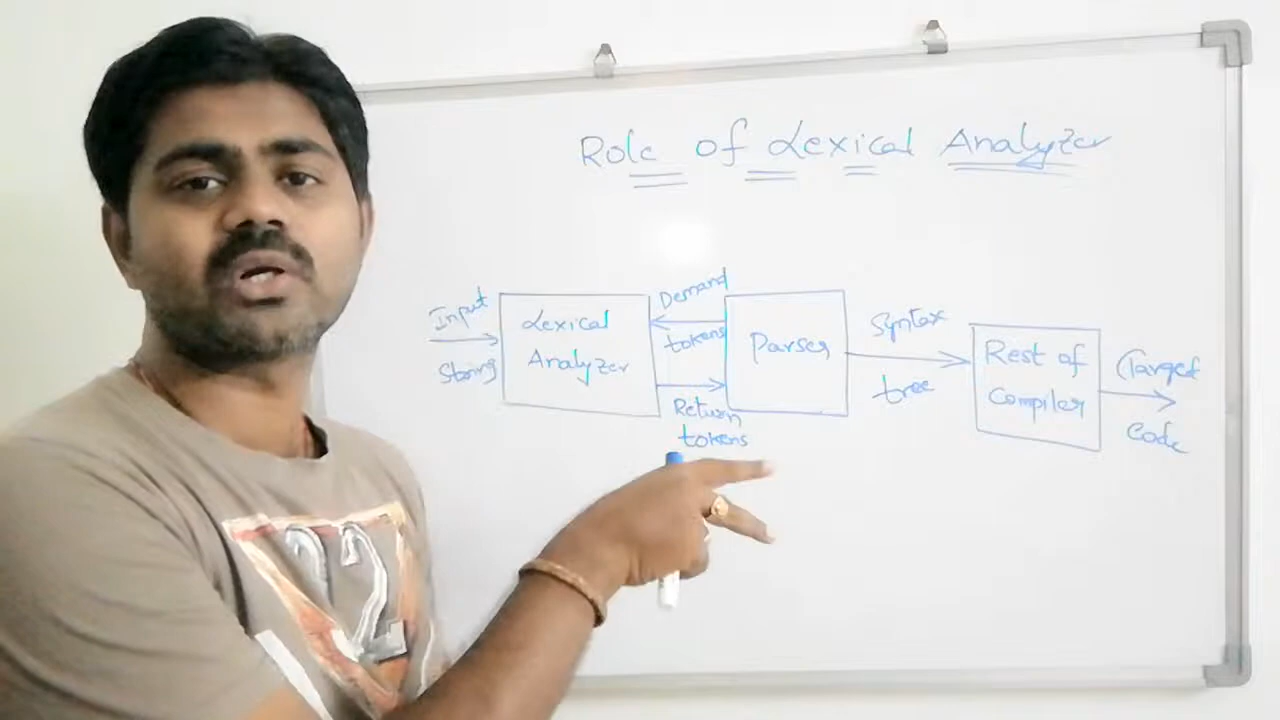 Role of Lexical Analyzer
Input
String
Lexical
Analyzer
Demand
tokens
Return
tokens
Parser
Syntax
tree
Rest of
Compiler
Target
Code
22